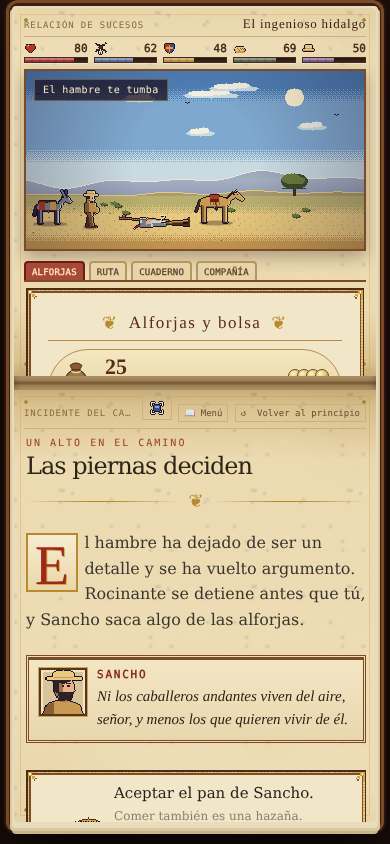 RELACIÓN DE SUCESOS
El ingenioso hidalgo
80 62 48 69 50
El hambre te tumba
ALFORJAS RUTA CUADERNO COMPAÑÍA
Alforjas y bolsa
25
INCIDENTE DEL CA… Menú ↺ Volver al principio
UN ALTO EN EL CAMINO
Las piernas deciden
El hambre ha dejado de ser un
detalle y se ha vuelto argumento.
Rocinante se detiene antes que tú,
y Sancho saca algo de las alforjas.
SANCHO
Ni los caballeros andantes viven del aire,
señor, y menos los que quieren vivir de él.
Aceptar el pan de Sancho.
Comer también es una hazaña.